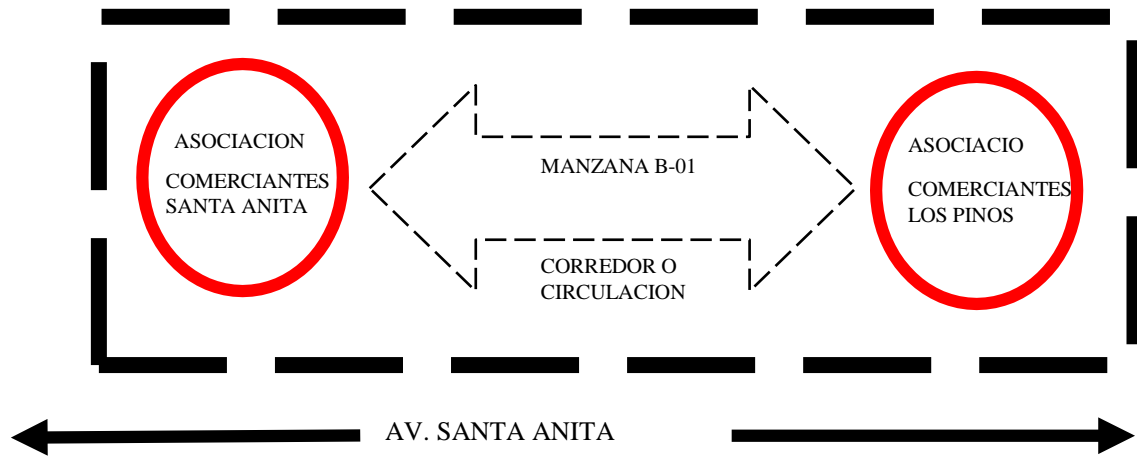 ASOCIACION
COMERCIANTES
SANTA ANITA
MANZANA B-01
CORREDOR O
CIRCULACION
ASOCIACIO
COMERCIANTES
LOS PINOS
AV. SANTA ANITA